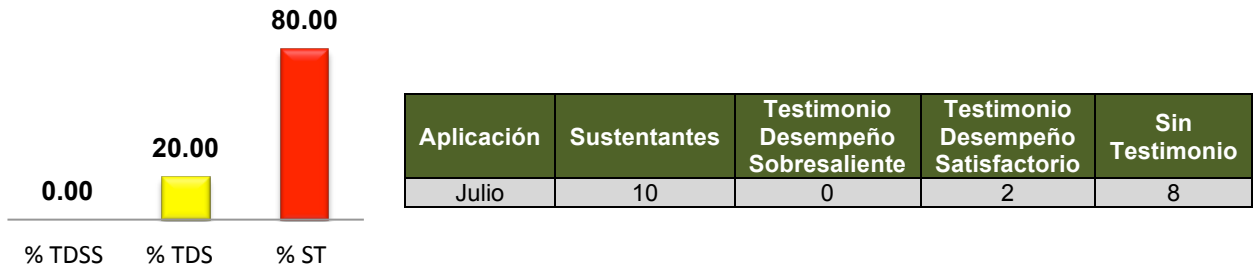 80.00
20.00
0.00
% TDSS % TDS % ST
Aplicación Sustentantes Testimonio Desempeño Sobresaliente Testimonio Desempeño Satisfactorio Sin Testimonio
Julio 10 0 2 8